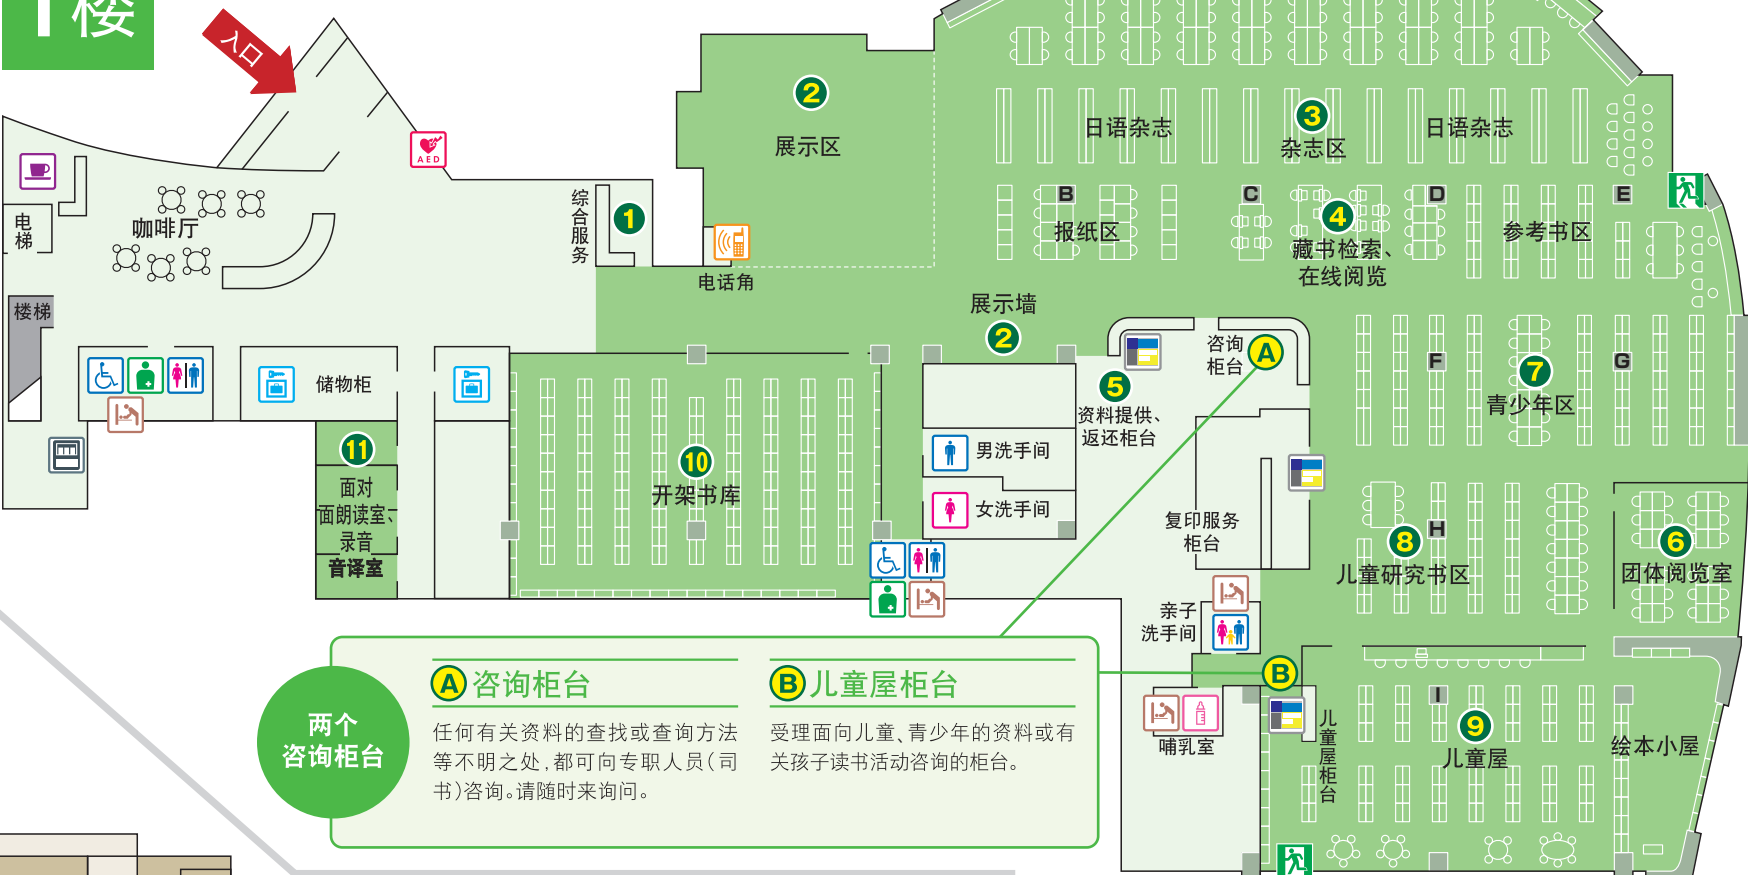 1楼
入口
2
展示区
AED
日语杂志
3
杂志区
日语杂志
综合服务
1
电梯
咖啡厅
电话角
B
报纸区
C
4
藏书检索、
在线阅览
D
E
参考书区
楼梯
展示墙
2
储物柜
咨询
柜台
A
5
资料提供、
返还柜台
F
7
青少年区
G
11
面对
面朗读室、
录音
音译室
10
开架书库
男洗手间
女洗手间
复印服务
柜台
8
H
儿童研究书区
6
团体阅览室
亲子
洗手间
B
哺乳室
儿童屋柜台
I
9
儿童屋
绘本小屋
两个
咨询柜台
A 咨询柜台
任何有关资料的查找或查询方法
等不明之处,都可向专职人员(司
书)咨询。请随时来询问。
B 儿童屋柜台
受理面向儿童、青少年的资料或有
关孩子读书活动咨询的柜台。